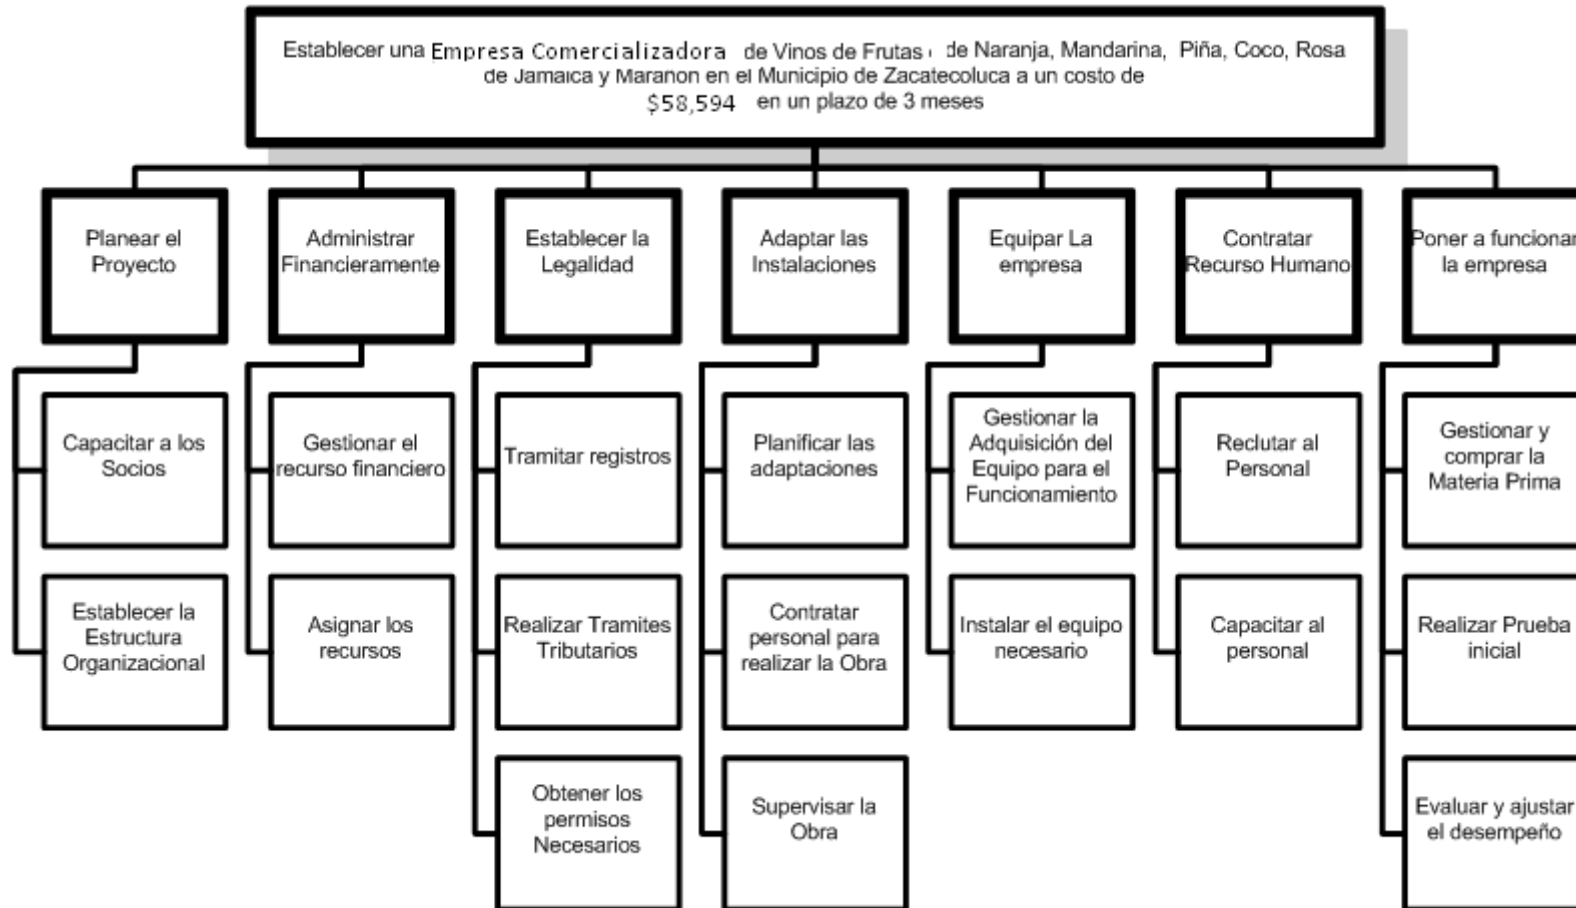 Establecer una Empresa Comercializadora de Vinos de Frutas de Naranja, Mandarina, Piña, Coco, Rosa
de Jamaica y Marañon en el Municipio de Zacatecoluca a un costo de
$58,594 en un plazo de 3 meses
Planear el
Proyecto
Administrar
Financieramente
Establecer la
Legalidad
Adaptar las
Instalaciones
Equipar La
empresa
Contratar
Recurso Humano
Poner a funcionar
la empresa
Capacitar a los
Socios
Gestionar el
recurso financiero
Tramitar registros
Planificar las
adaptaciones
Gestionar la
Adquisición del
Equipo para el
Funcionamiento
Reclutar al
Personal
Gestionar y
comprar la
Materia Prima
Establecer la
Estructura
Organizacional
Asignar los
recursos
Realizar Tramites
Tributarios
Contratar
personal para
realizar la Obra
Instalar el equipo
necesario
Capacitar al
personal
Realizar Prueba
inicial
Obtener los
permisos
Necesarios
Supervisar la
Obra
Evaluar y ajustar
el desempeño